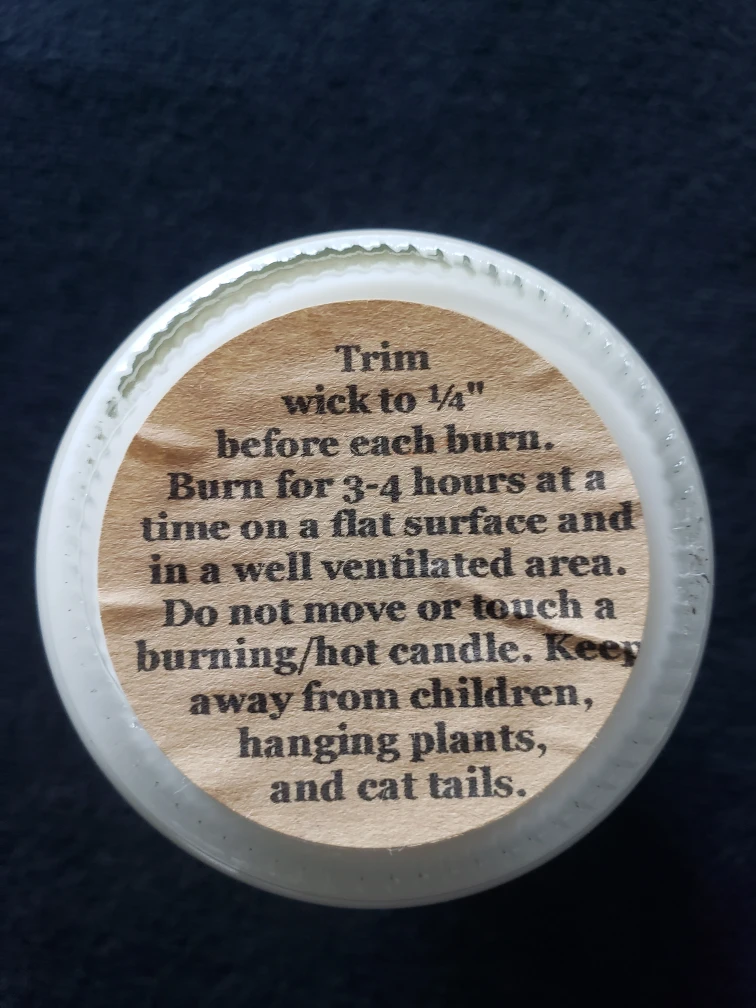 Trim
wick to ¼"
before each burn.
Burn for 3-4 hours at a
time on a flat surface and
in a well ventilated area.
Do not move or touch a
burning/hot candle. Keep
away from children,
hanging plants,
and cat tails.